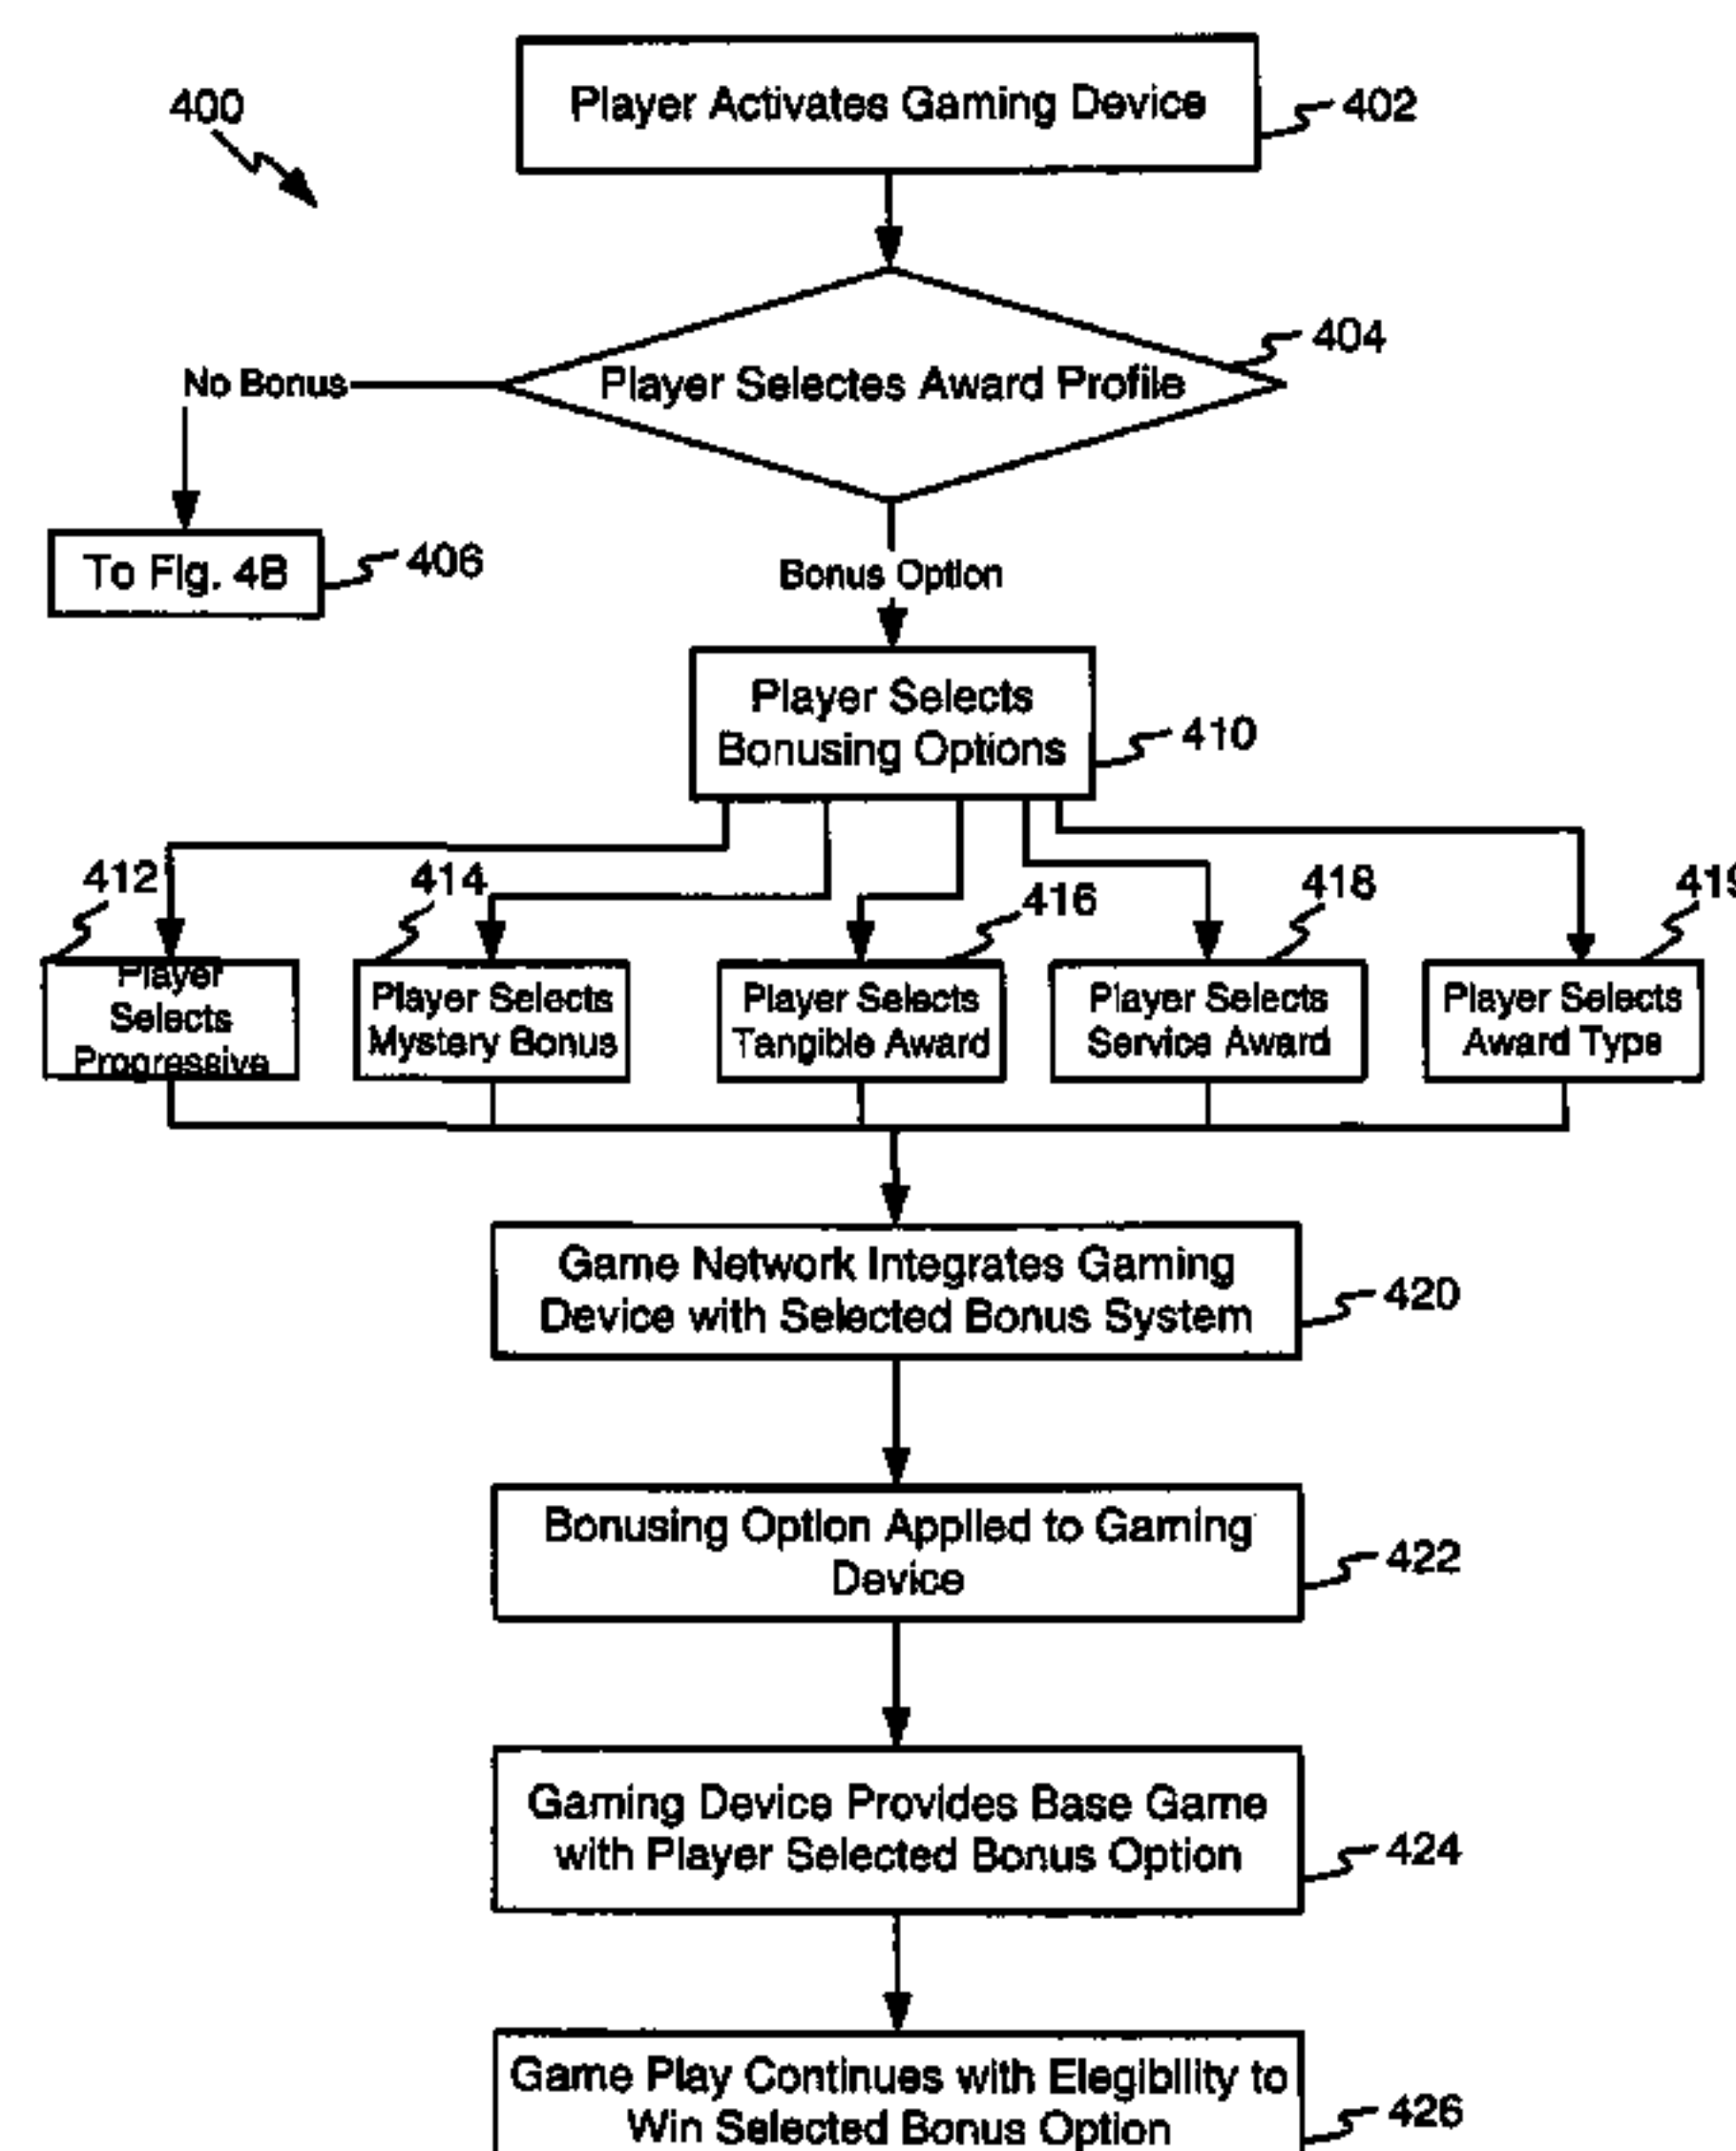 Player Activates Gaming Device
400
402
404
Player Selectes Award Profile
No Bonus
To Fig. 4B
406
Bonus Option
Player Selects
Bonusing Options
410
412
414
416
418
419
Player
Selects
Progressive
Player Selects
Mystery Bonus
Player Selects
Tangible Award
Player Selects
Service Award
Player Selects
Award Type
Game Network Integrates Gaming
Device with Selected Bonus System
420
Bonusing Option Applied to Gaming
Device
422
Gaming Device Provides Base Game
with Player Selected Bonus Option
424
Game Play Continues with Elegibility to
Win Selected Bonus Option
426